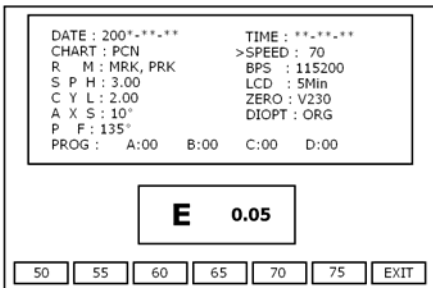 DATE : 200*-**-** TIME : **-**-**
CHART : PCN >SPEED : 70
R M : MRK, PRK BPS : 115200
S P H : 3.00 LCD : 5Min
C Y L : 2.00 ZERO : V230
A X S : 10° DIOPT : ORG
P F : 135°
PROG : A:00 B:00 C:00 D:00
E 0.05
50 55 60 65 70 75 EXIT